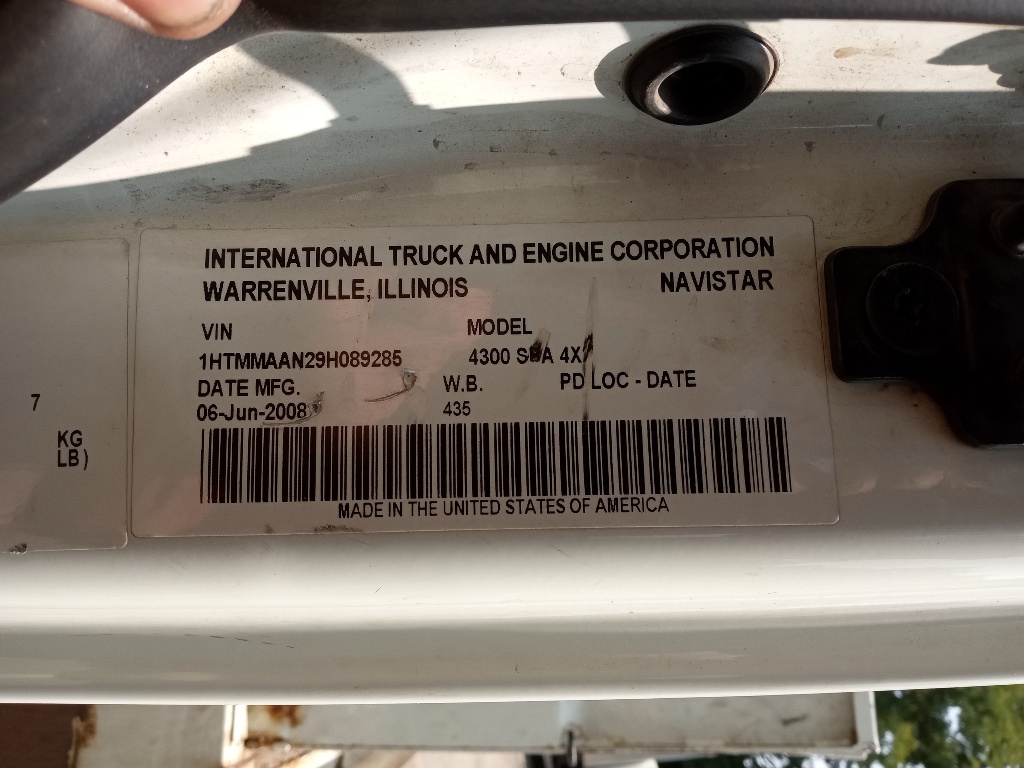 INTERNATIONAL TRUCK AND ENGINE CORPORATION
WARRENVILLE, ILLINOIS NAVISTAR
VIN MODEL
1HTMMAAN29H089285 4300
DATE MFG. W.B. PD LOC - DATE
06-Jun-2008 435
MADE IN THE UNITED STATES OF AMERICA
7
KG
LB)